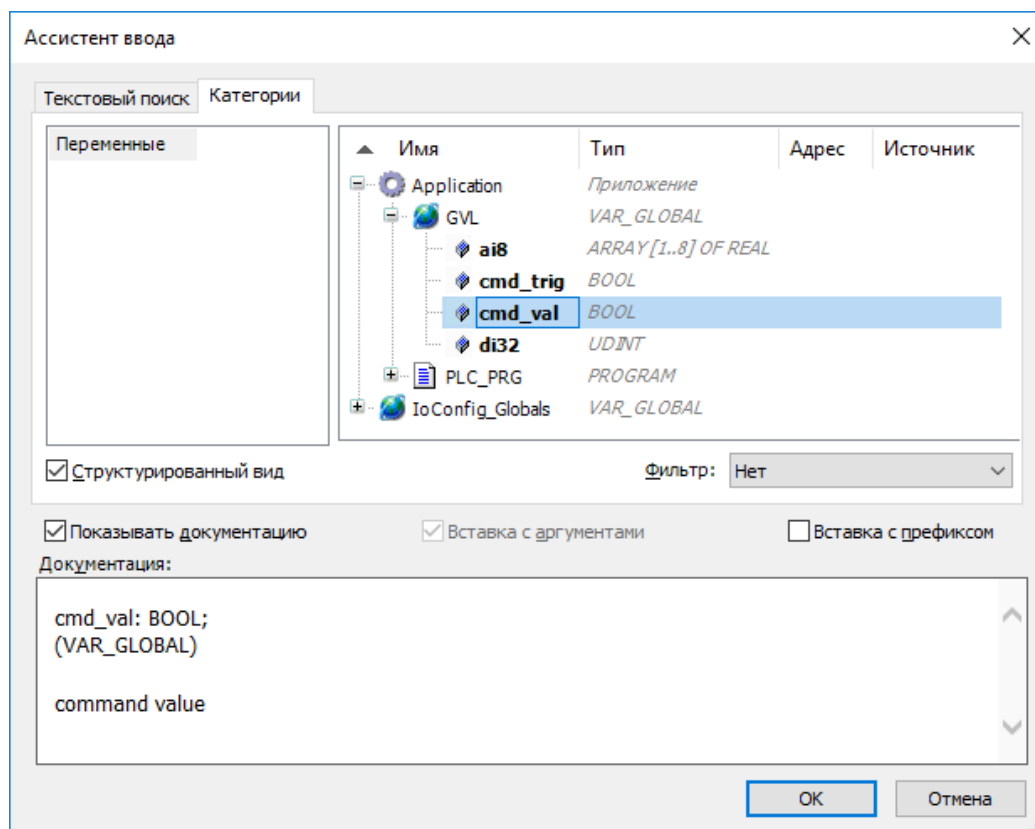 Ассистент ввода
Текстовый поиск Категории
Переменные
Имя Тип Адрес Источник
Application Приложение
GVL VAR_GLOBAL
ai8 ARRAY [1..8] OF REAL
cmd_trig BOOL
cmd_val BOOL
di32 UDINT
PLC_PRG PROGRAM
IoConfig_Globals VAR_GLOBAL
Структурированный вид Фильтр: Нет
Показывать документацию Вставка с аргументами Вставка с префиксом
Документация:
cmd_val: BOOL;
(VAR_GLOBAL)
command value
OK Отмена